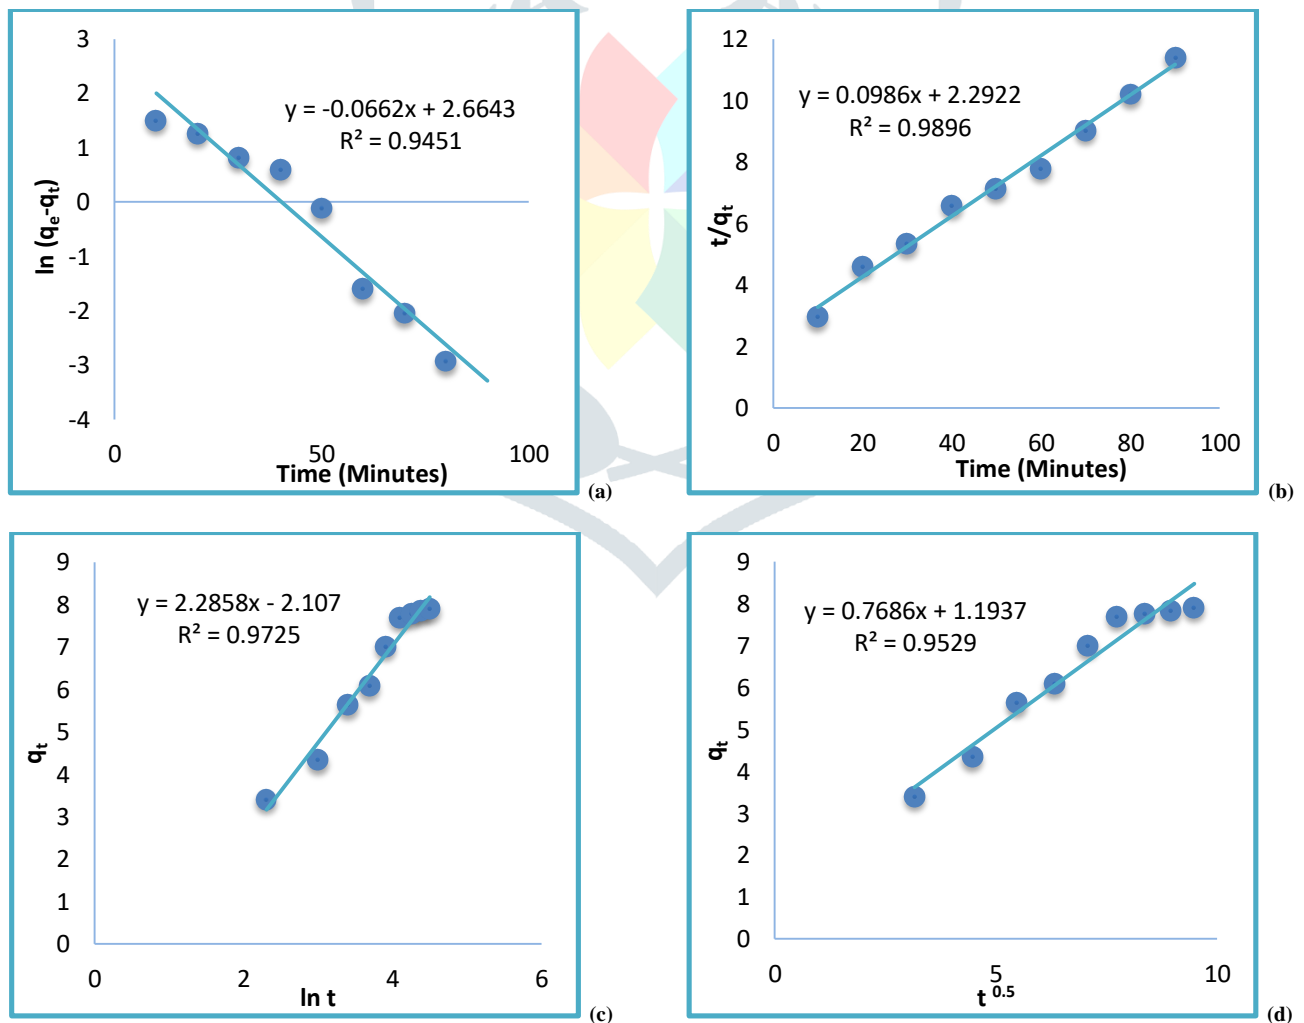 3
2
1
0
-1
-2
-3
-4
y = -0.0662x + 2.6643
R² = 0.9451
ln (qe-qt)
0
50
100
Time (Minutes)
(a)
12
10
8
6
4
2
0
y = 0.0986x + 2.2922
R² = 0.9896
t/qt
0
20
40
60
80
100
Time (Minutes)
(b)
9
8
7
6
5
4
3
2
1
0
y = 2.2858x - 2.107
R² = 0.9725
qt
0
2
4
6
ln t
(c)
9
8
7
6
5
4
3
2
1
0
y = 0.7686x + 1.1937
R² = 0.9529
qt
0
5
10
t 0.5
(d)